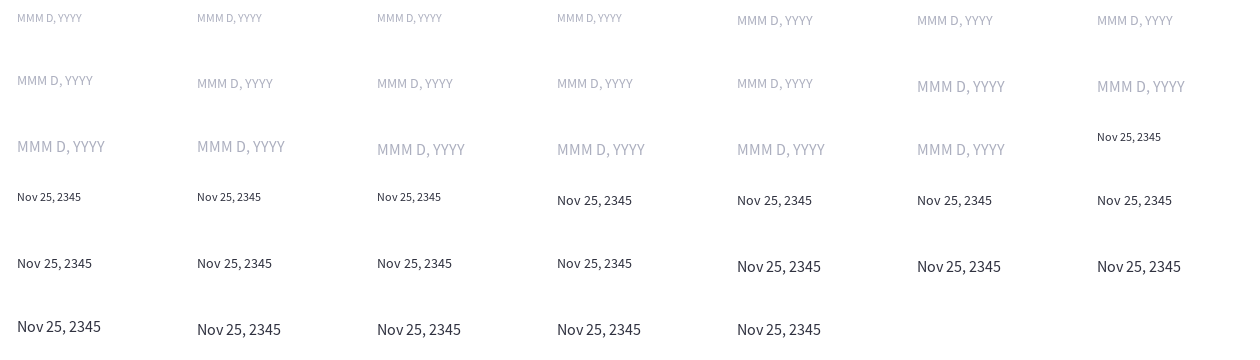 MMM D, YYYY MMM D, YYYY MMM D, YYYY MMM D, YYYY MMM D, YYYY MMM D, YYYY MMM D, YYYY
MMM D, YYYY MMM D, YYYY MMM D, YYYY MMM D, YYYY MMM D, YYYY MMM D, YYYY MMM D, YYYY
MMM D, YYYY MMM D, YYYY MMM D, YYYY MMM D, YYYY MMM D, YYYY MMM D, YYYY Nov 25, 2345
Nov 25, 2345 Nov 25, 2345 Nov 25, 2345 Nov 25, 2345 Nov 25, 2345 Nov 25, 2345 Nov 25, 2345
Nov 25, 2345 Nov 25, 2345 Nov 25, 2345 Nov 25, 2345 Nov 25, 2345 Nov 25, 2345 Nov 25, 2345
Nov 25, 2345 Nov 25, 2345 Nov 25, 2345 Nov 25, 2345 Nov 25, 2345